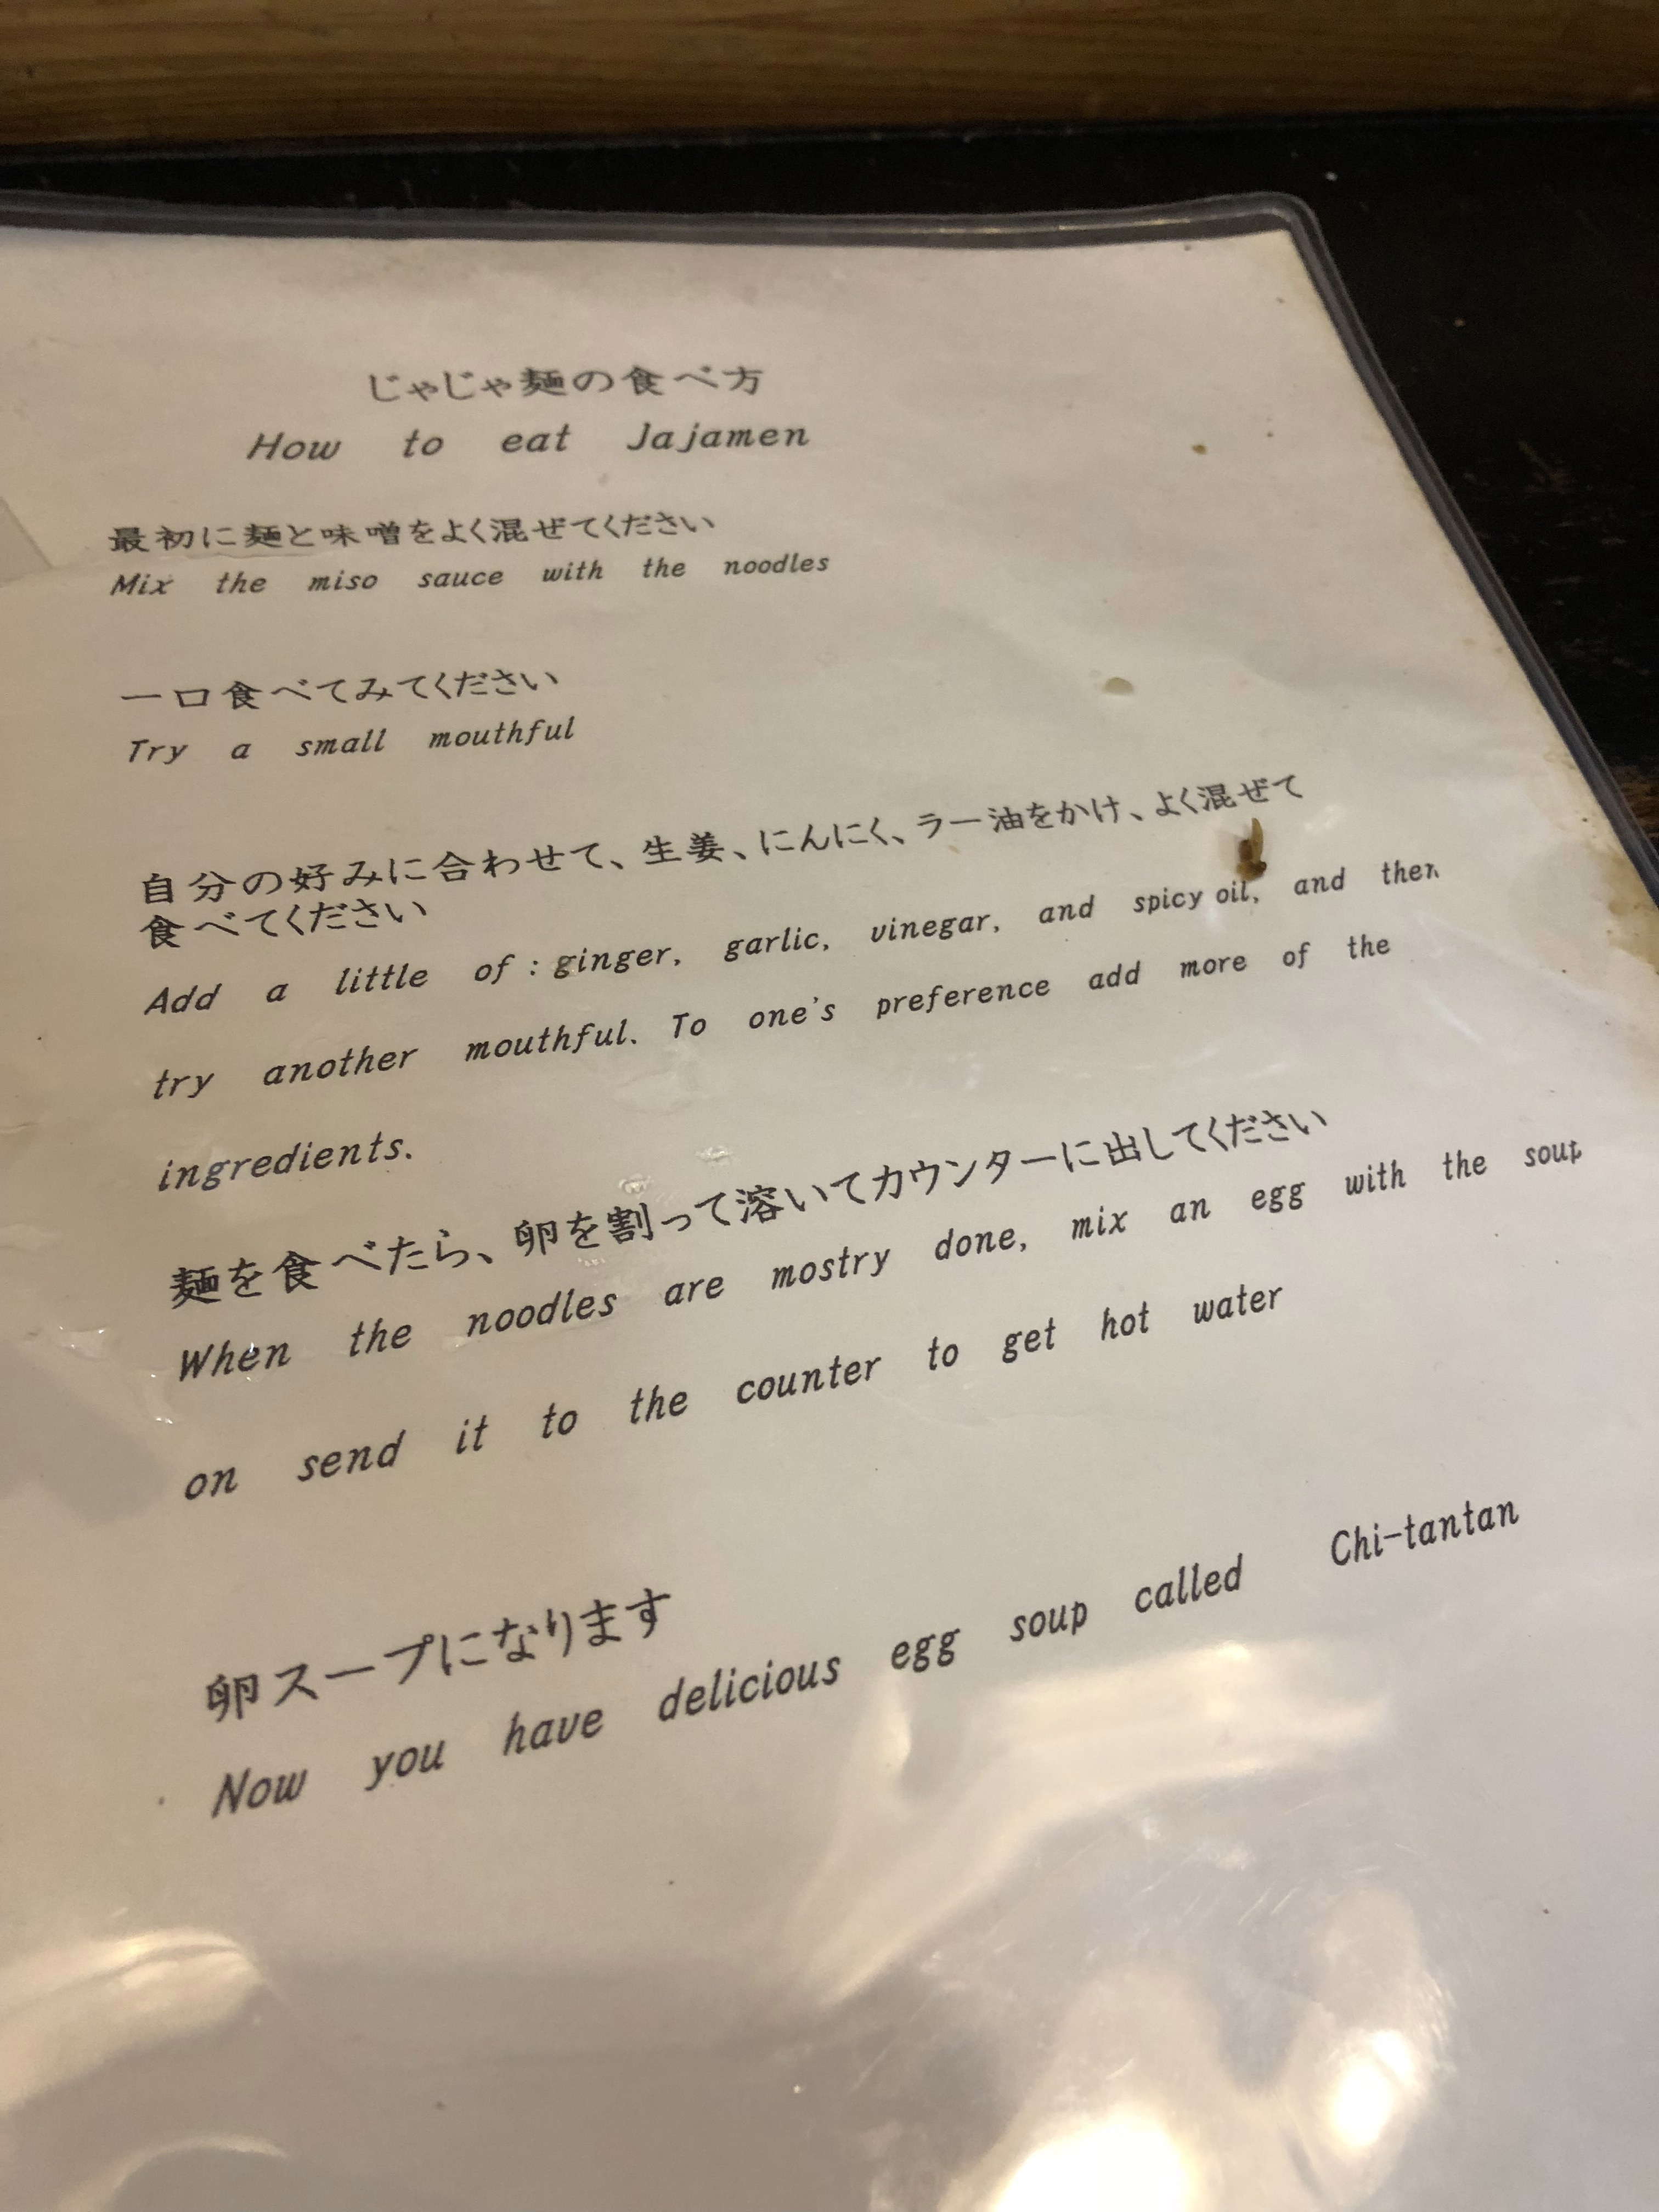 じゃじゃ麺の食べ方
How to eat Jajamen
最初に麺と味噌をよく混ぜてください
Mix the miso sauce with the noodles
一口食べてみてください
Try a small mouthful
自分の好みに合わせて、生姜、にんにく、ラー油をかけ、よく混ぜて
食べてください
Add a little of : ginger, garlic, vinegar, and spicy oil, and then
try another mouthful. To one's preference add more of the
ingredients.
麺を食べたら、卵を割って溶いてカウンターに出してください
When the noodles are mostry done, mix an egg with the soup
on send it to the counter to get hot water
卵スープになります
Now you have delicious egg soup called Chi-tantan